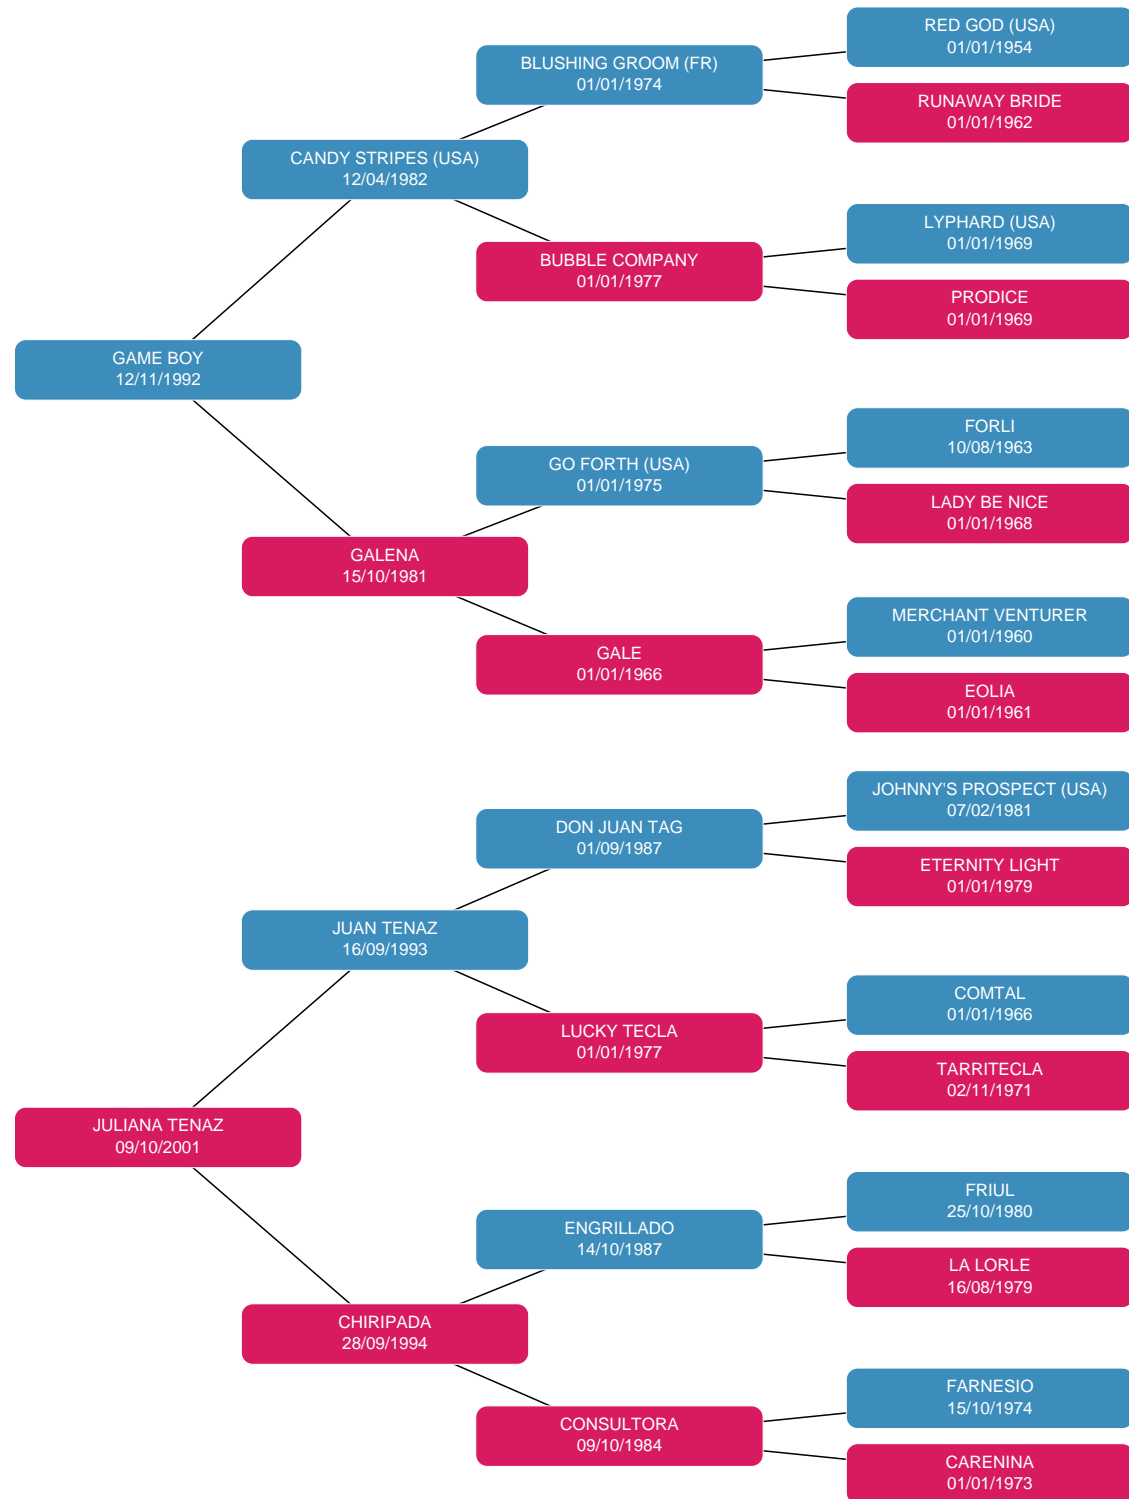 RED GOD (USA)
01/01/1954
BLUSHING GROOM (FR)
01/01/1974
RUNAWAY BRIDE
01/01/1962
CANDY STRIPES (USA)
12/04/1982
LYPHARD (USA)
01/01/1969
BUBBLE COMPANY
01/01/1977
PRODICE
01/01/1969
GAME BOY
12/11/1992
FORLI
10/08/1963
GO FORTH (USA)
01/01/1975
LADY BE NICE
01/01/1968
GALENA
15/10/1981
MERCHANT VENTURER
01/01/1960
GALE
01/01/1966
EOLIA
01/01/1961
JOHNNY'S PROSPECT (USA)
07/02/1981
DON JUAN TAG
01/09/1987
ETERNITY LIGHT
01/01/1979
JUAN TENAZ
16/09/1993
COMTAL
01/01/1966
LUCKY TECLA
01/01/1977
TARRITECLA
02/11/1971
JULIANA TENAZ
09/10/2001
FRIUL
25/10/1980
ENGRILLADO
14/10/1987
LA LORLE
16/08/1979
CHIRIPADA
28/09/1994
FARNESIO
15/10/1974
CONSULTORA
09/10/1984
CARENINA
01/01/1973